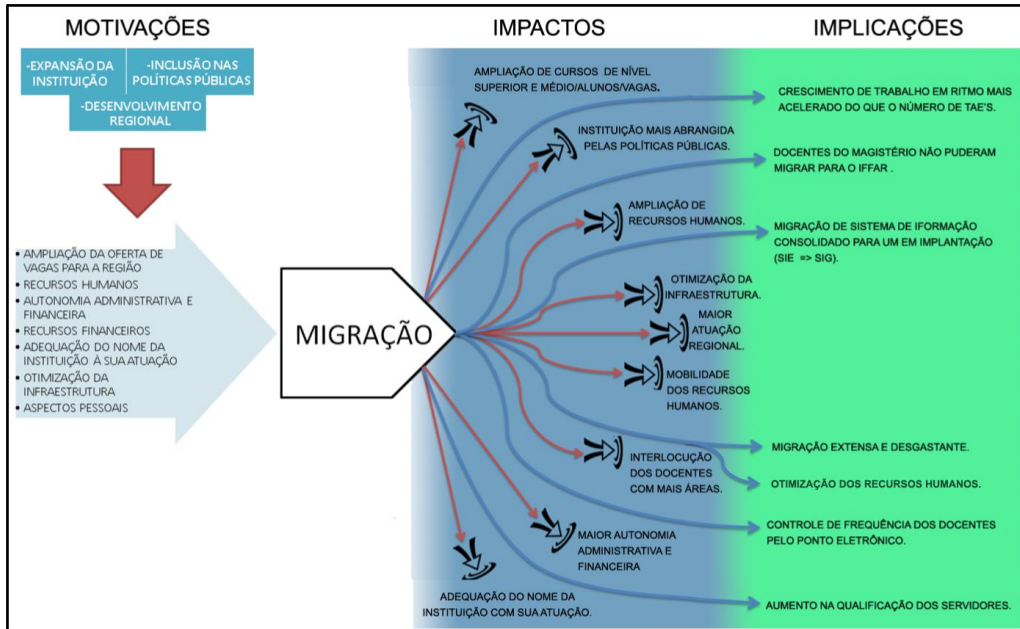 MOTIVAÇÕES
-EXPANSÃO DA
INSTITUIÇÃO
-INCLUSÃO NAS
POLÍTICAS PÚBLICAS
-DESENVOLVIMENTO
REGIONAL
• AMPLIAÇÃO DA OFERTA DE
VAGAS PARA A REGIÃO
• RECURSOS HUMANOS
• AUTONOMIA ADMINISTRATIVA E
FINANCEIRA
• RECURSOS FINANCEIROS
• ADEQUAÇÃO DO NOME DA
INSTITUIÇÃO À SUA ATUAÇÃO
• OTIMIZAÇÃO DA
INFRAESTRUTURA
• ASPECTOS PESSOAIS
MIGRAÇÃO
IMPACTOS
AMPLIAÇÃO DE CURSOS DE NÍVEL
SUPERIOR E MÉDIO/ALUNOS/VAGAS.
INSTITUIÇÃO MAIS ABRANGIDA
PELAS POLÍTICAS PÚBLICAS.
AMPLIAÇÃO DE
RECURSOS HUMANOS.
OTIMIZAÇÃO DA
INFRAESTRUTURA.
MAIOR
ATUAÇÃO
REGIONAL.
MOBILIDADE
DOS RECURSOS
HUMANOS.
INTERLOCUÇÃO
DOS DOCENTES
COM MAIS ÁREAS.
MAIOR AUTONOMIA
ADMINISTRATIVA E
FINANCEIRA
ADEQUAÇÃO DO NOME DA
INSTITUIÇÃO COM SUA ATUAÇÃO.
IMPLICAÇÕES
CRESCIMENTO DE TRABALHO EM RITMO MAIS
ACELERADO DO QUE O NÚMERO DE TAE'S.
DOCENTES DO MAGISTÉRIO NÃO PUDERAM
MIGRAR PARA O IFFAR .
MIGRAÇÃO DE SISTEMA DE IFORMAÇÃO
CONSOLIDADO PARA UM EM IMPLANTAÇÃO
(SIE => SIG).
MIGRAÇÃO EXTENSA E DESGASTANTE.
OTIMIZAÇÃO DOS RECURSOS HUMANOS.
CONTROLE DE FREQUÊNCIA DOS DOCENTES
PELO PONTO ELETRÔNICO.
AUMENTO NA QUALIFICAÇÃO DOS SERVIDORES.